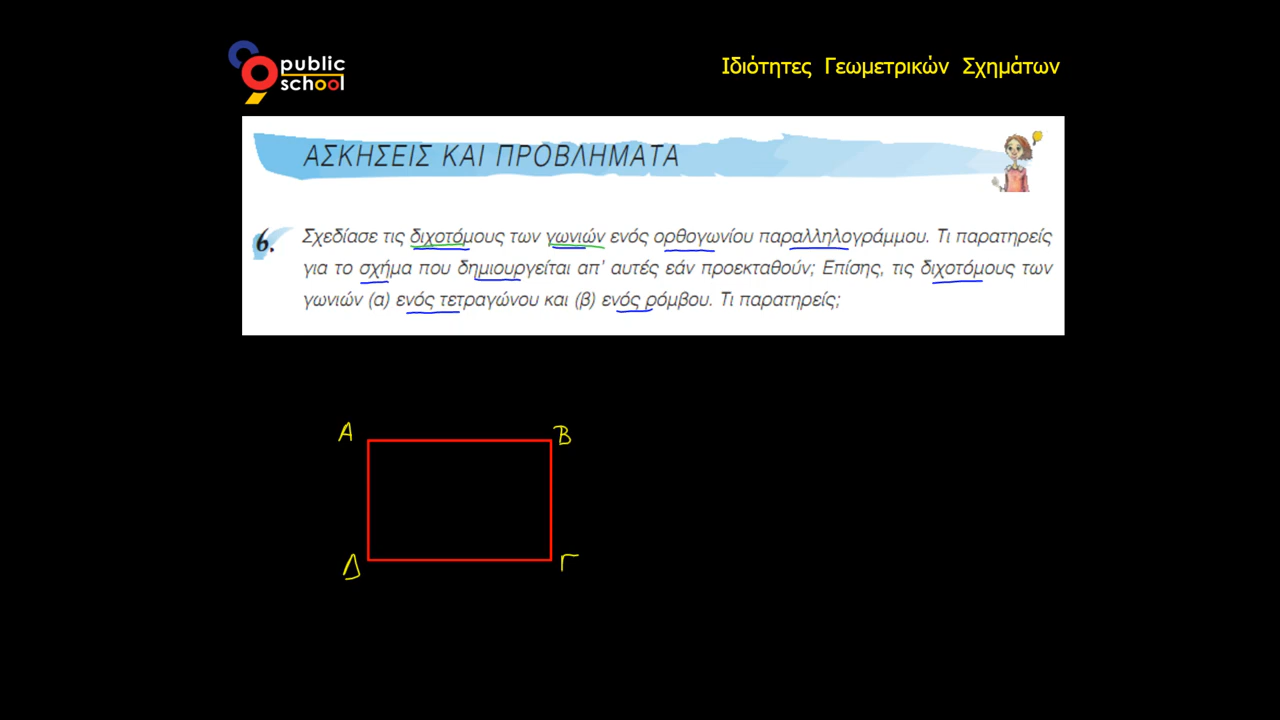 public
school
Ιδιότητες Γεωμετρικών Σχημάτων
ΑΣΚΗΣΕΙΣ ΚΑΙ ΠΡΟΒΛΗΜΑΤΑ
6. Σχεδίασε τις διχοτόμους των γωνιών ενός ορθογωνίου παραλληλογράμμου. Τι παρατηρείς
για το σχήμα που δημιουργείται απ' αυτές εάν προεκταθούν; Επίσης, τις διχοτόμους των
γωνιών (α) ενός τετραγώνου και (β) ενός ρόμβου. Τι παρατηρείς;
Α Β
Δ Γ